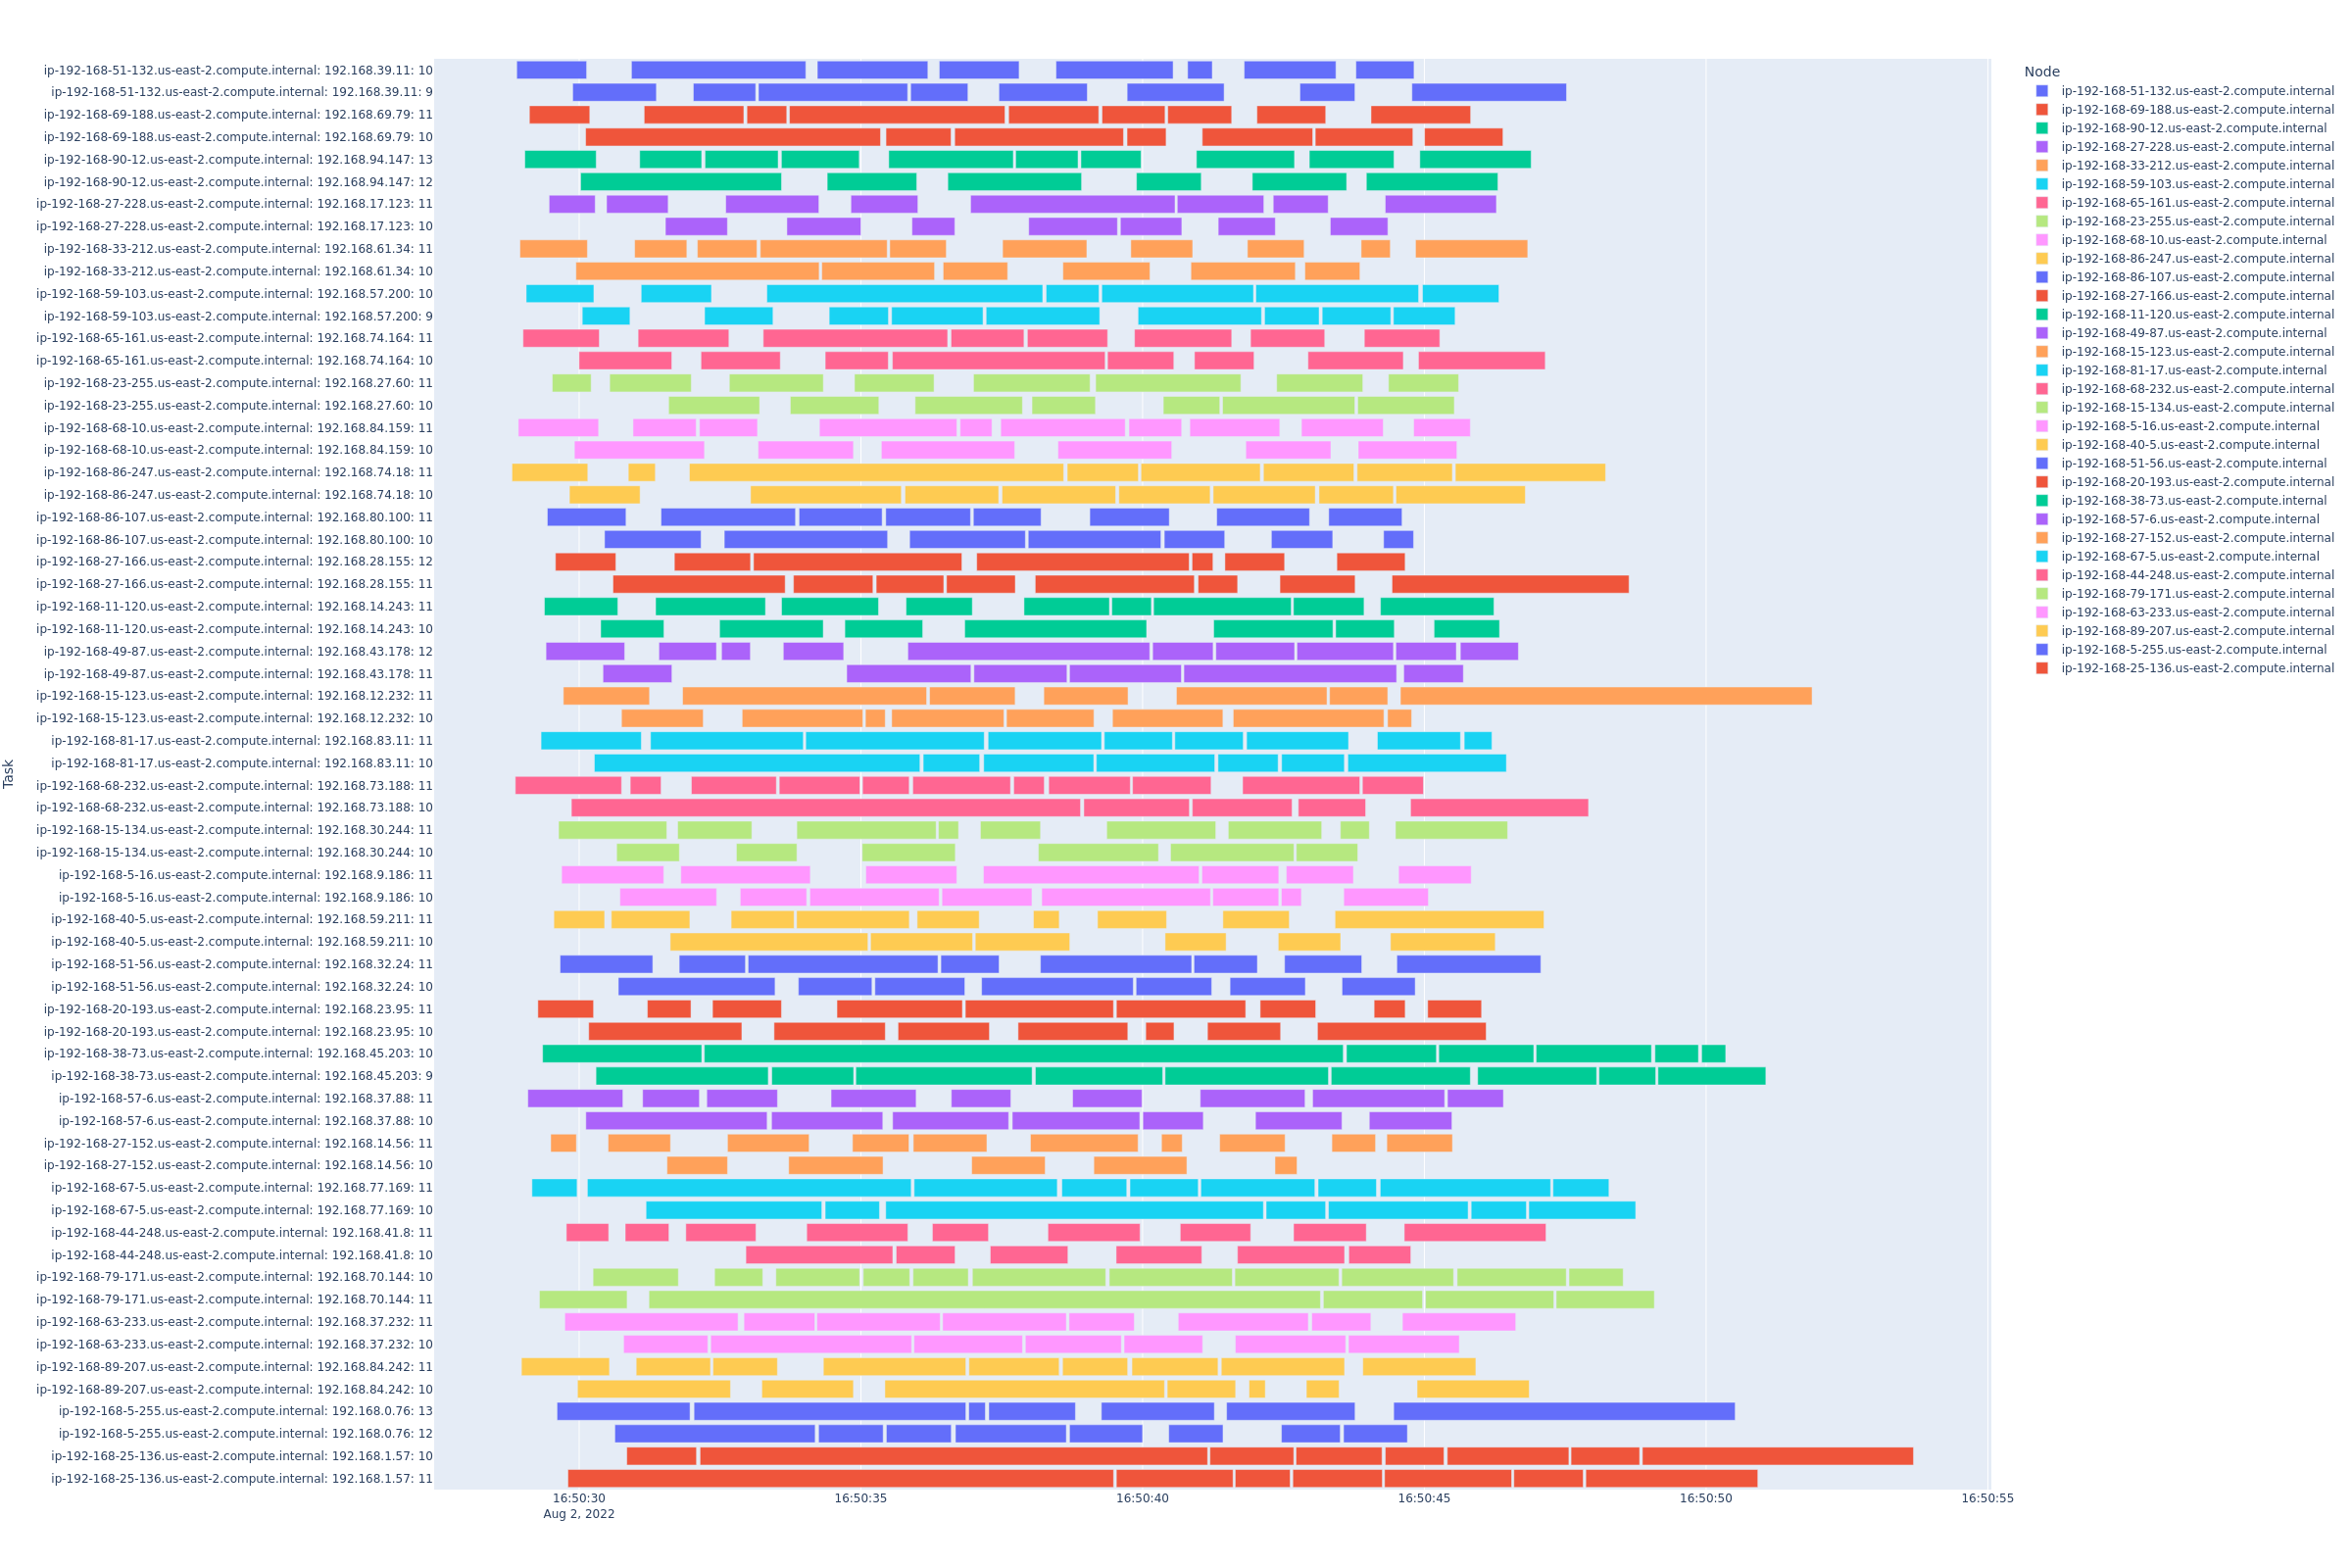 ip-192-168-51-132.us-east-2.compute.internal: 192.168.39.11: 10
ip-192-168-51-132.us-east-2.compute.internal: 192.168.39.11: 9
ip-192-168-69-188.us-east-2.compute.internal: 192.168.69.79: 11
ip-192-168-69-188.us-east-2.compute.internal: 192.168.69.79: 10
ip-192-168-90-12.us-east-2.compute.internal: 192.168.94.147: 13
ip-192-168-90-12.us-east-2.compute.internal: 192.168.94.147: 12
ip-192-168-27-228.us-east-2.compute.internal: 192.168.17.123: 11
ip-192-168-27-228.us-east-2.compute.internal: 192.168.17.123: 10
ip-192-168-33-212.us-east-2.compute.internal: 192.168.61.34: 11
ip-192-168-33-212.us-east-2.compute.internal: 192.168.61.34: 10
ip-192-168-59-103.us-east-2.compute.internal: 192.168.57.200: 10
ip-192-168-59-103.us-east-2.compute.internal: 192.168.57.200: 9
ip-192-168-65-161.us-east-2.compute.internal: 192.168.74.164: 11
ip-192-168-65-161.us-east-2.compute.internal: 192.168.74.164: 10
ip-192-168-23-255.us-east-2.compute.internal: 192.168.27.60: 11
ip-192-168-23-255.us-east-2.compute.internal: 192.168.27.60: 10
ip-192-168-68-10.us-east-2.compute.internal: 192.168.84.159: 11
ip-192-168-68-10.us-east-2.compute.internal: 192.168.84.159: 10
ip-192-168-86-247.us-east-2.compute.internal: 192.168.74.18: 11
ip-192-168-86-247.us-east-2.compute.internal: 192.168.74.18: 10
ip-192-168-86-107.us-east-2.compute.internal: 192.168.80.100: 11
ip-192-168-86-107.us-east-2.compute.internal: 192.168.80.100: 10
ip-192-168-27-166.us-east-2.compute.internal: 192.168.28.155: 12
ip-192-168-27-166.us-east-2.compute.internal: 192.168.28.155: 11
ip-192-168-11-120.us-east-2.compute.internal: 192.168.14.243: 11
ip-192-168-11-120.us-east-2.compute.internal: 192.168.14.243: 10
ip-192-168-49-87.us-east-2.compute.internal: 192.168.43.178: 12
ip-192-168-49-87.us-east-2.compute.internal: 192.168.43.178: 11
ip-192-168-15-123.us-east-2.compute.internal: 192.168.12.232: 11
ip-192-168-15-123.us-east-2.compute.internal: 192.168.12.232: 10
ip-192-168-81-17.us-east-2.compute.internal: 192.168.83.11: 11
ip-192-168-81-17.us-east-2.compute.internal: 192.168.83.11: 10
ip-192-168-68-232.us-east-2.compute.internal: 192.168.73.188: 11
ip-192-168-68-232.us-east-2.compute.internal: 192.168.73.188: 10
ip-192-168-15-134.us-east-2.compute.internal: 192.168.30.244: 11
ip-192-168-15-134.us-east-2.compute.internal: 192.168.30.244: 10
ip-192-168-5-16.us-east-2.compute.internal: 192.168.9.186: 11
ip-192-168-5-16.us-east-2.compute.internal: 192.168.9.186: 10
ip-192-168-40-5.us-east-2.compute.internal: 192.168.59.211: 11
ip-192-168-40-5.us-east-2.compute.internal: 192.168.59.211: 10
ip-192-168-51-56.us-east-2.compute.internal: 192.168.32.24: 11
ip-192-168-51-56.us-east-2.compute.internal: 192.168.32.24: 10
ip-192-168-20-193.us-east-2.compute.internal: 192.168.23.95: 11
ip-192-168-20-193.us-east-2.compute.internal: 192.168.23.95: 10
ip-192-168-38-73.us-east-2.compute.internal: 192.168.45.203: 10
ip-192-168-38-73.us-east-2.compute.internal: 192.168.45.203: 9
ip-192-168-57-6.us-east-2.compute.internal: 192.168.37.88: 11
ip-192-168-57-6.us-east-2.compute.internal: 192.168.37.88: 10
ip-192-168-27-152.us-east-2.compute.internal: 192.168.14.56: 11
ip-192-168-27-152.us-east-2.compute.internal: 192.168.14.56: 10
ip-192-168-67-5.us-east-2.compute.internal: 192.168.77.169: 11
ip-192-168-67-5.us-east-2.compute.internal: 192.168.77.169: 10
ip-192-168-44-248.us-east-2.compute.internal: 192.168.41.8: 11
ip-192-168-44-248.us-east-2.compute.internal: 192.168.41.8: 10
ip-192-168-79-171.us-east-2.compute.internal: 192.168.70.144: 10
ip-192-168-79-171.us-east-2.compute.internal: 192.168.70.144: 11
ip-192-168-63-233.us-east-2.compute.internal: 192.168.37.232: 11
ip-192-168-63-233.us-east-2.compute.internal: 192.168.37.232: 10
ip-192-168-89-207.us-east-2.compute.internal: 192.168.84.242: 11
ip-192-168-89-207.us-east-2.compute.internal: 192.168.84.242: 10
ip-192-168-5-255.us-east-2.compute.internal: 192.168.0.76: 13
ip-192-168-5-255.us-east-2.compute.internal: 192.168.0.76: 12
ip-192-168-25-136.us-east-2.compute.internal: 192.168.1.57: 10
ip-192-168-25-136.us-east-2.compute.internal: 192.168.1.57: 11
Task
16:50:30 16:50:35 16:50:40 16:50:45 16:50:50 16:50:55
Aug 2, 2022
Node
ip-192-168-51-132.us-east-2.compute.internal
ip-192-168-69-188.us-east-2.compute.internal
ip-192-168-90-12.us-east-2.compute.internal
ip-192-168-27-228.us-east-2.compute.internal
ip-192-168-33-212.us-east-2.compute.internal
ip-192-168-59-103.us-east-2.compute.internal
ip-192-168-65-161.us-east-2.compute.internal
ip-192-168-23-255.us-east-2.compute.internal
ip-192-168-68-10.us-east-2.compute.internal
ip-192-168-86-247.us-east-2.compute.internal
ip-192-168-86-107.us-east-2.compute.internal
ip-192-168-27-166.us-east-2.compute.internal
ip-192-168-11-120.us-east-2.compute.internal
ip-192-168-49-87.us-east-2.compute.internal
ip-192-168-15-123.us-east-2.compute.internal
ip-192-168-81-17.us-east-2.compute.internal
ip-192-168-68-232.us-east-2.compute.internal
ip-192-168-15-134.us-east-2.compute.internal
ip-192-168-5-16.us-east-2.compute.internal
ip-192-168-40-5.us-east-2.compute.internal
ip-192-168-51-56.us-east-2.compute.internal
ip-192-168-20-193.us-east-2.compute.internal
ip-192-168-38-73.us-east-2.compute.internal
ip-192-168-57-6.us-east-2.compute.internal
ip-192-168-27-152.us-east-2.compute.internal
ip-192-168-67-5.us-east-2.compute.internal
ip-192-168-44-248.us-east-2.compute.internal
ip-192-168-79-171.us-east-2.compute.internal
ip-192-168-63-233.us-east-2.compute.internal
ip-192-168-89-207.us-east-2.compute.internal
ip-192-168-5-255.us-east-2.compute.internal
ip-192-168-25-136.us-east-2.compute.internal